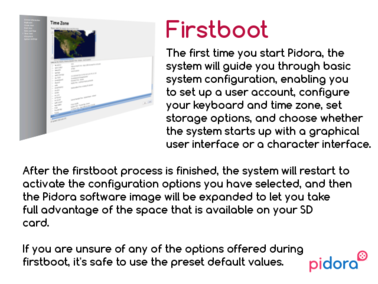 Time Zone
Firstboot
The first time you start Pidora, the
system will guide you through basic
system configuration, enabling you
to set up a user account, configure
your keyboard and time zone, set
storage options, and choose whether
the system starts up with a graphical
user interface or a character interface.
After the firstboot process is finished, the system will restart to
activate the configuration options you have selected, and then
the Pidora software image will be expanded to let you take
full advantage of the space that is available on your SD
card.
If you are unsure of any of the options offered during
firstboot, it's safe to use the preset default values.
pidora